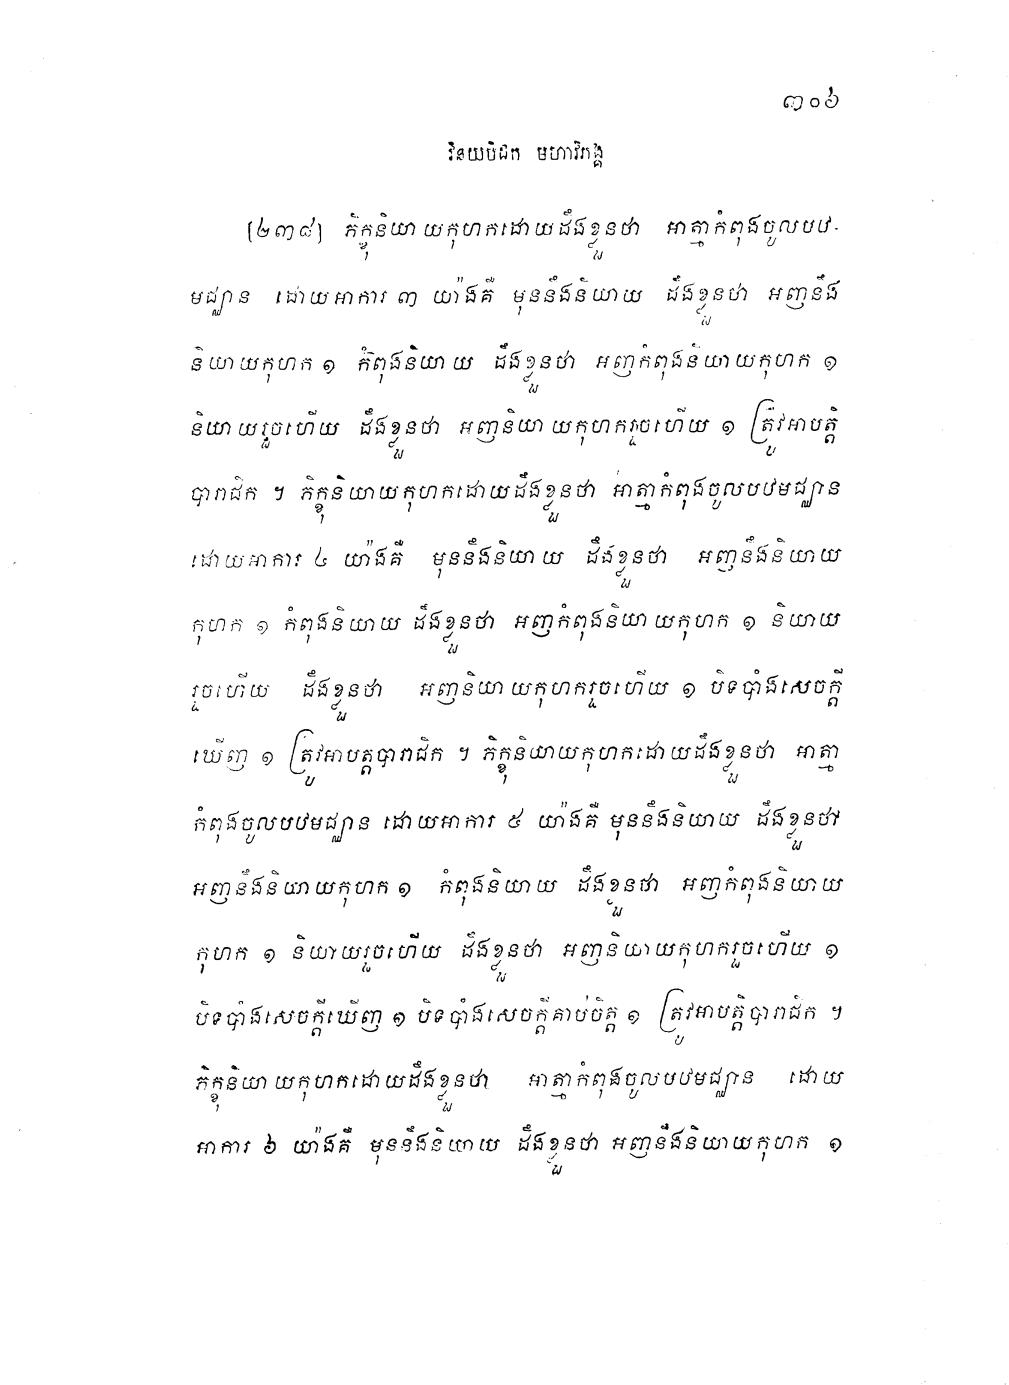 ៣០៦
វិនយបិដក មហាវិភង្គ
[២៣៨] ភិក្ខុនិយាយកុហកដោយដឹងខ្លួនថា អាត្មាកំពុងចូលបឋ-
មជ្ឈាន ដោយអាការ ៣ យ៉ាងគឺ មុននឹងនិយាយ ដឹងខ្លួនថា អញនឹង
និយាយកុហក ១ កំពុងនិយាយ ដឹងខ្លួនថា អញកំពុងនិយាយកុហក ១
និយាយរួចហើយ ដឹងខ្លួនថា អញនិយាយកុហករួចហើយ ១ ត្រូវអាបត្តិ
បារាជិក ។ ភិក្ខុនិយាយកុហកដោយដឹងខ្លួនថា អាត្មាកំពុងចូលបឋមជ្ឈាន
ដោយអាការ ៤ យ៉ាងគឺ មុននឹងនិយាយ ដឹងខ្លួនថា អញនឹងនិយាយ
កុហក ១ កំពុងនិយាយ ដឹងខ្លួនថា អញកំពុងនិយាយកុហក ១ និយាយ
រួចហើយ ដឹងខ្លួនថា អញនិយាយកុហករួចហើយ ១ បិទបាំងសេចក្តី
ឃើញ ១ ត្រូវអាបត្តបារាជិក ។ ភិក្ខុនិយាយកុហកដោយដឹងខ្លួនថា អាត្មា
កំពុងចូលបឋមជ្ឈាន ដោយអាការ ៥ យ៉ាងគឺ មុននឹងនិយាយ ដឹងខ្លួនថា
អញនឹងនិយាយកុហក ១ កំពុងនិយាយ ដឹងខ្លួនថា អញកំពុងនិយាយ
កុហក ១ និយាយរួចហើយ ដឹងខ្លួនថា អញនិយាយកុហករួចហើយ ១
បិទបាំងសេចក្តីឃើញ ១ បិទបាំងសេចក្តីគាប់ចិត្ត ១ ត្រូវអាបត្តិបារាជិក ។
ភិក្ខុនិយាយកុហកដោយដឹងខ្លួនថា អាត្មាកំពុងចូលបឋមជ្ឈាន ដោយ
អាការ ៦ យ៉ាងគឺ មុននឹងនិយាយ ដឹងខ្លួនថា អញនឹងនិយាយកុហក ១